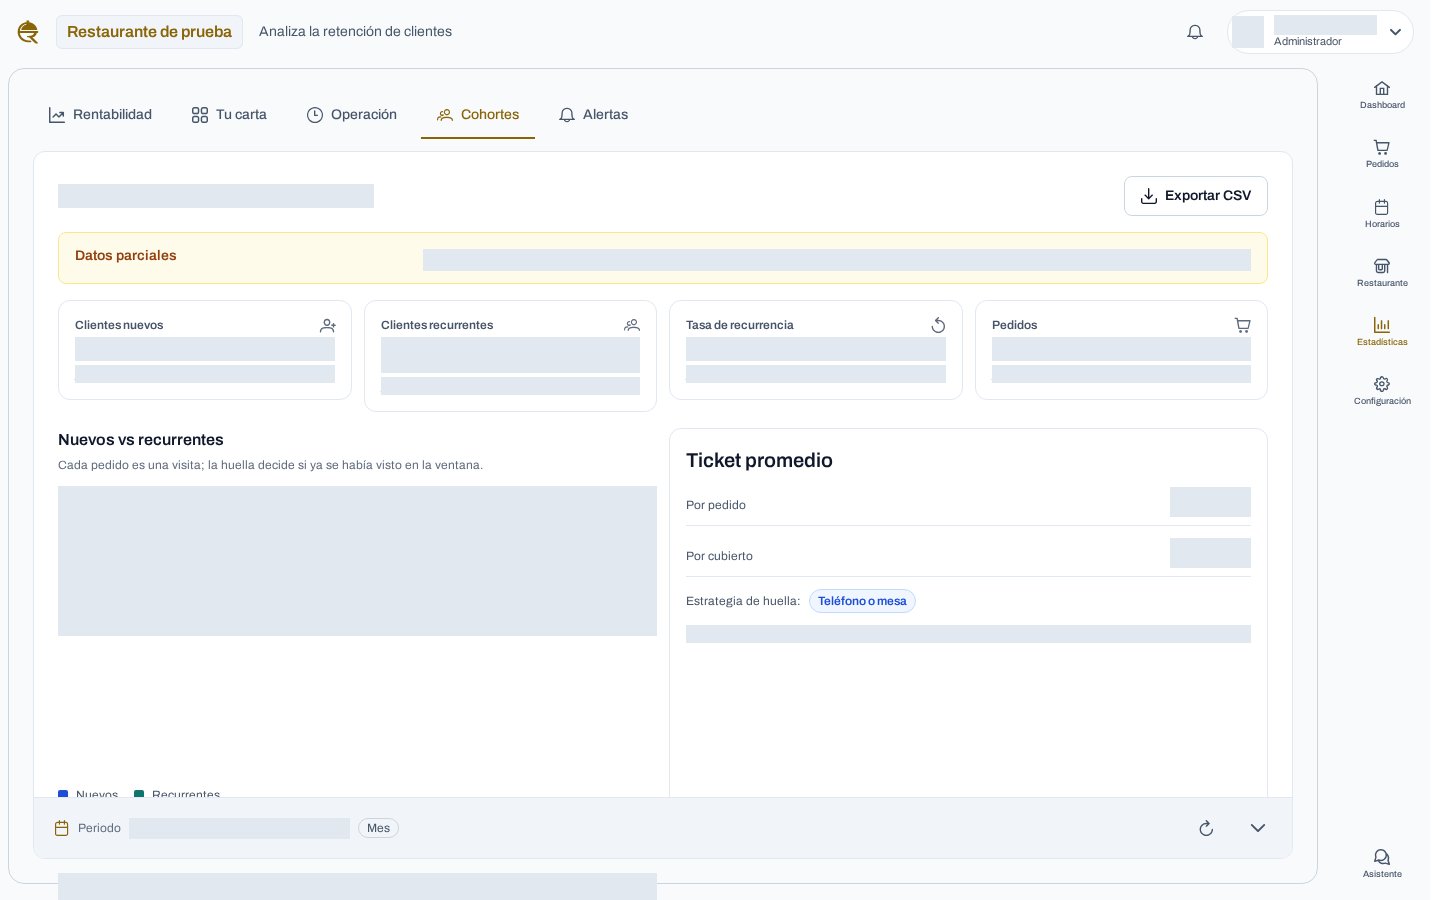 Restaurante de prueba
Analiza la retención de clientes
Administrador
Rentabilidad
Tu carta
Operación
Cohortes
Alertas
Exportar CSV
Datos parciales
Clientes nuevos
Clientes recurrentes
Tasa de recurrencia
Pedidos
Nuevos vs recurrentes
Cada pedido es una visita; la huella decide si ya se había visto en la ventana.
Ticket promedio
Por pedido
Por cubierto
Estrategia de huella:
Teléfono o mesa
Nuevos
Recurrentes
Periodo
Mes
Dashboard
Pedidos
Horarios
Restaurante
Estadísticas
Configuración
Asistente